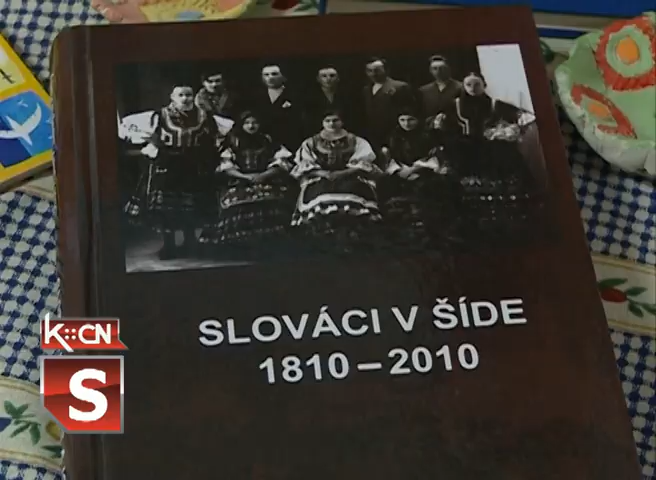 SLOVÁCI V ŠÍDE
1810 – 2010
K::CN
S